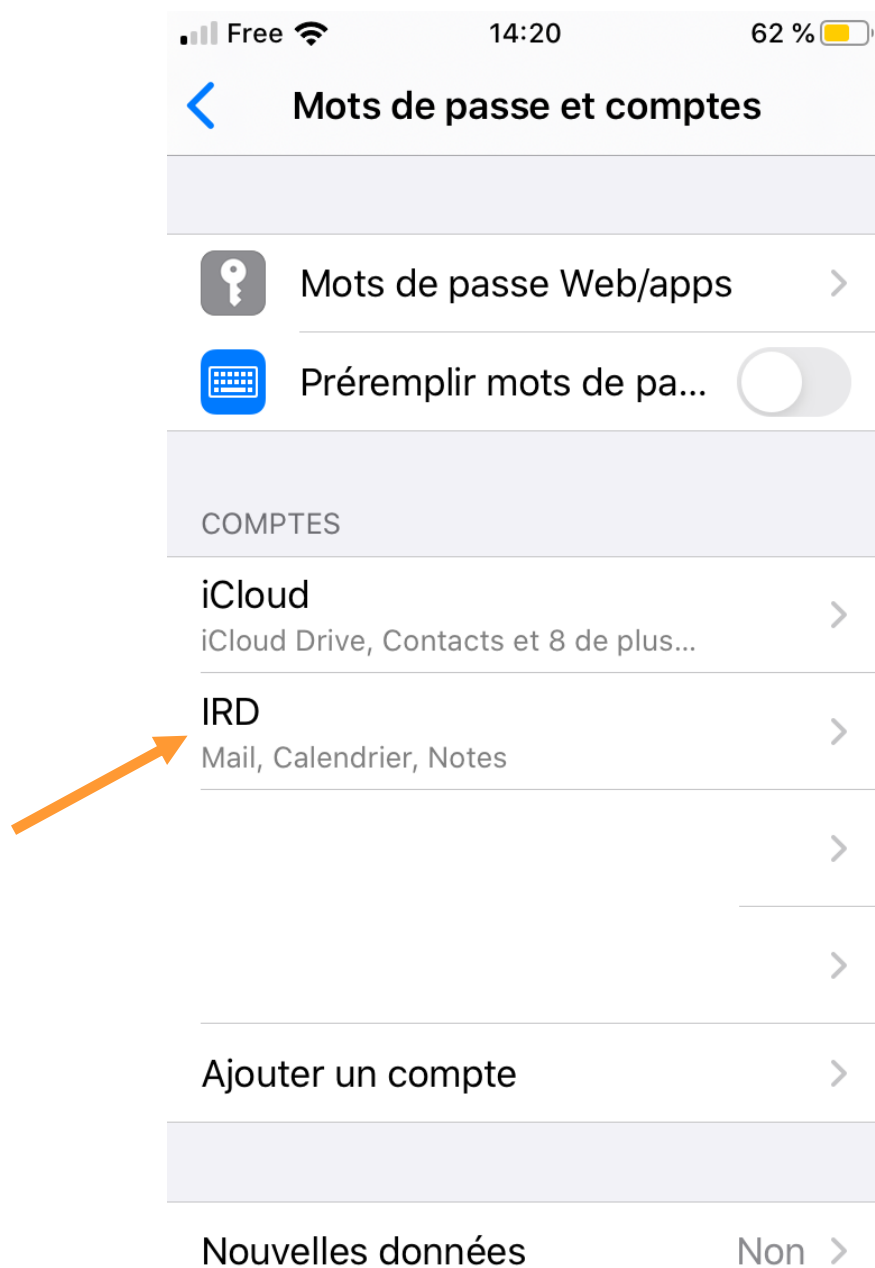 Free 14:20 62 %
Mots de passe et comptes
Mots de passe Web/apps
Préremplir mots de pa...
COMPTES
iCloud
iCloud Drive, Contacts et 8 de plus...
IRD
Mail, Calendrier, Notes
Ajouter un compte
Nouvelles données Non